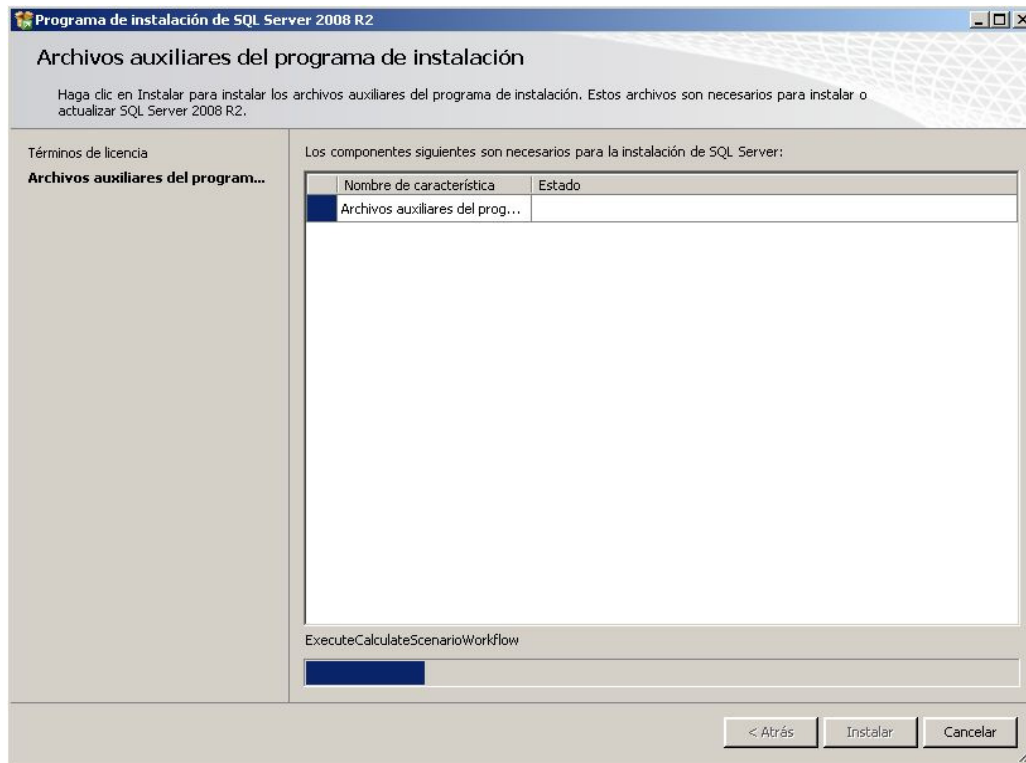 Programa de instalación de SQL Server 2008 R2
Archivos auxiliares del programa de instalación
Haga clic en Instalar para instalar los archivos auxiliares del programa de instalación. Estos archivos son necesarios para instalar o
actualizar SQL Server 2008 R2.
Términos de licencia
Archivos auxiliares del program...
Los componentes siguientes son necesarios para la instalación de SQL Server:
Nombre de característica Estado
Archivos auxiliares del prog...
ExecuteCalculateScenarioWorkflow
< Atrás Instalar Cancelar